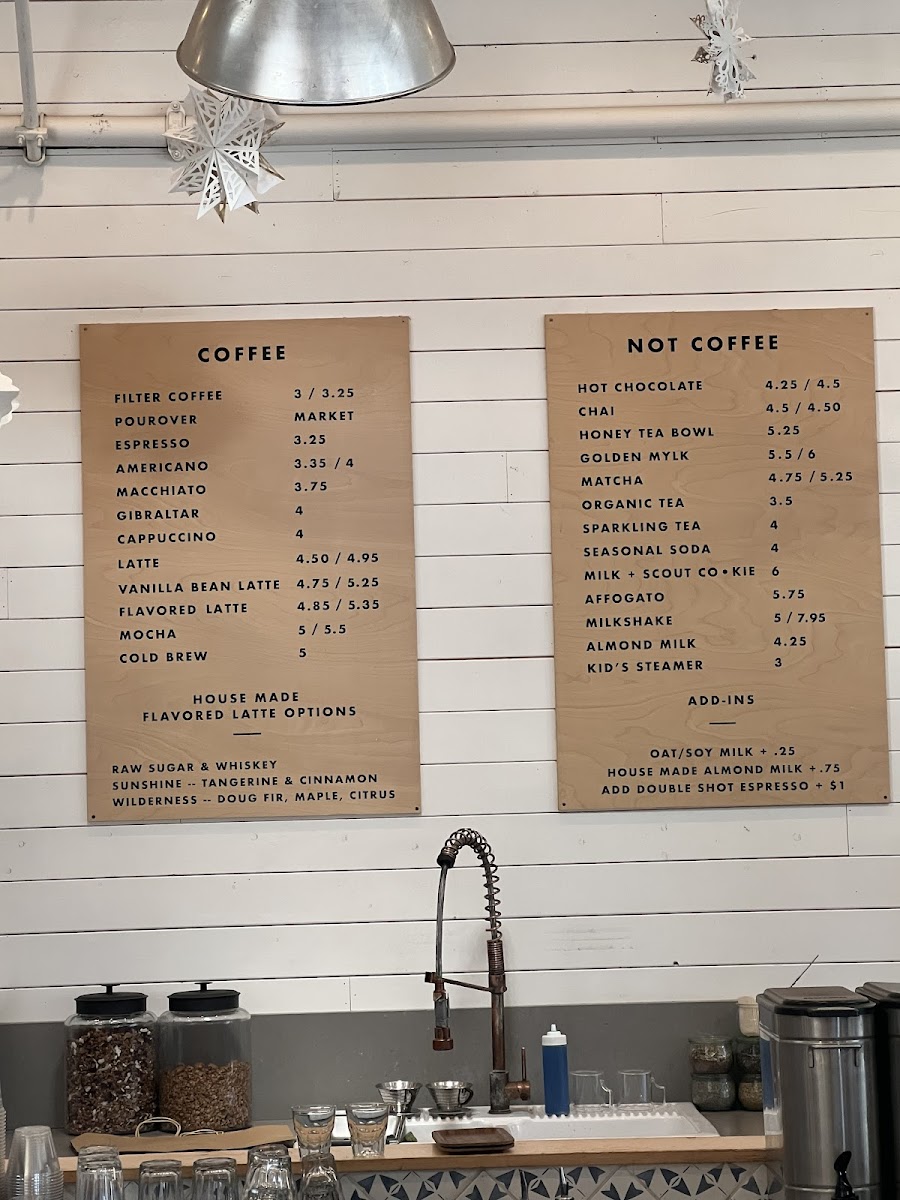 COFFEE
FILTER COFFEE 3 / 3.25
POUROVER MARKET
ESPRESSO 3.25
AMERICANO 3.35 / 4
MACCHIATO 3.75
GIBRALTAR 4
CAPPUCCINO 4
LATTE 4.50 / 4.95
VANILLA BEAN LATTE 4.75 / 5.25
FLAVORED LATTE 4.85 / 5.35
MOCHA 5 / 5.5
COLD BREW 5
HOUSE MADE
FLAVORED LATTE OPTIONS
RAW SUGAR & WHISKEY
SUNSHINE -- TANGERINE & CINNAMON
WILDERNESS -- DOUG FIR, MAPLE, CITRUS
NOT COFFEE
HOT CHOCOLATE 4.25 / 4.5
CHAI 4.5 / 4.50
HONEY TEA BOWL 5.25
GOLDEN MYLK 5.5 / 6
MATCHA 4.75 / 5.25
ORGANIC TEA 3.5
SPARKLING TEA 4
SEASONAL SODA 4
MILK + SCOUT CO•KIE 6
AFFOGATO 5.75
MILKSHAKE 5 / 7.95
ALMOND MILK 4.25
KID'S STEAMER 3
ADD-INS
OAT/SOY MILK + .25
HOUSE MADE ALMOND MILK +.75
ADD DOUBLE SHOT ESPRESSO + $1